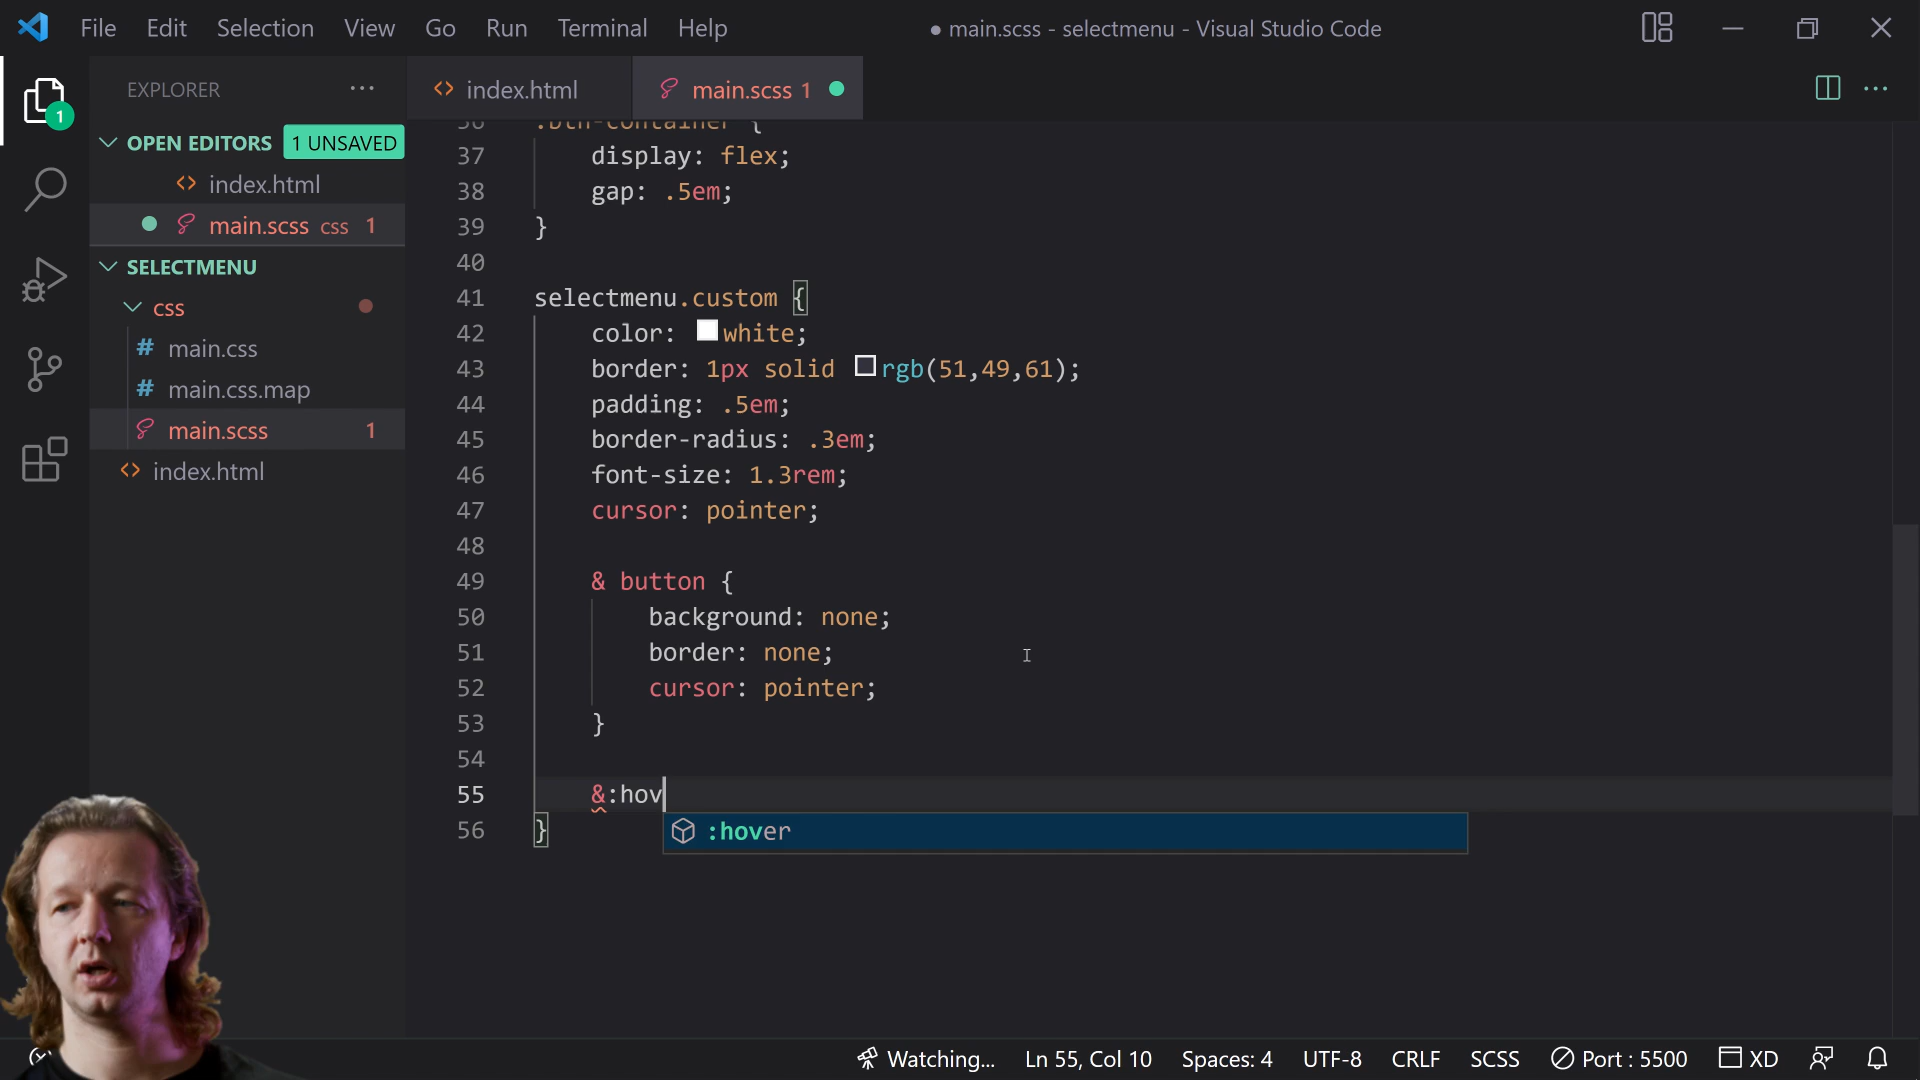 File Edit Selection View Go Run Terminal Help
● main.scss - selectmenu - Visual Studio Code
EXPLORER
index.html
main.scss 1
1
OPEN EDITORS 1 UNSAVED
index.html
main.scss css 1
SELECTMENU
css
# main.css
# main.css.map
main.scss 1
index.html
36 .btn-container {
37 display: flex;
38 gap: .5em;
39 }
40
41 selectmenu.custom {
42 color: white;
43 border: 1px solid rgb(51,49,61);
44 padding: .5em;
45 border-radius: .3em;
46 font-size: 1.3rem;
47 cursor: pointer;
48
49 & button {
50 background: none;
51 border: none;
52 cursor: pointer;
53 }
54
55 &:hov
56 }
:hover
Watching... Ln 55, Col 10 Spaces: 4 UTF-8 CRLF SCSS Port : 5500 XD